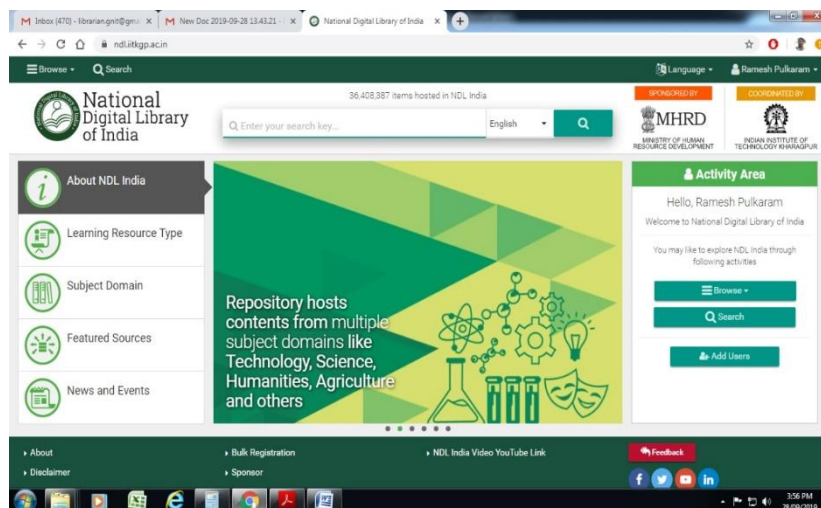 Inbox (470) - librarian.gnit@gma
New Doc 2019-09-28 13.43.21 -
National Digital Library of India
ndl.iitkgp.ac.in
Browse
Search
Language
Ramesh Pulkaram
National
Digital Library
of India
36,408,387 items hosted in NDL India
Enter your search key...
English
SPONSORED BY
MHRD
MINISTRY OF HUMAN
RESOURCE DEVELOPMENT
COORDINATED BY
INDIAN INSTITUTE OF
TECHNOLOGY KHARAGPUR
About NDL India
Learning Resource Type
Subject Domain
Featured Sources
News and Events
Repository hosts
contents from multiple
subject domains like
Technology, Science,
Humanities, Agriculture
and others
Activity Area
Hello, Ramesh Pulkaram
Welcome to National Digital Library of India
You may like to explore NDL India through
following activities
Browse
Search
Add Users
About
Disclaimer
Bulk Registration
Sponsor
NDL India Video YouTube Link
Feedback
3:56 PM
28/09/2019